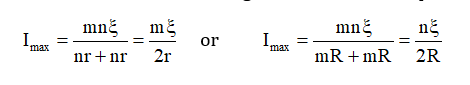 I_max = mnξ / (nr + nr) = mξ / 2r or I_max = mnξ / (mR + mR) = nξ / 2R